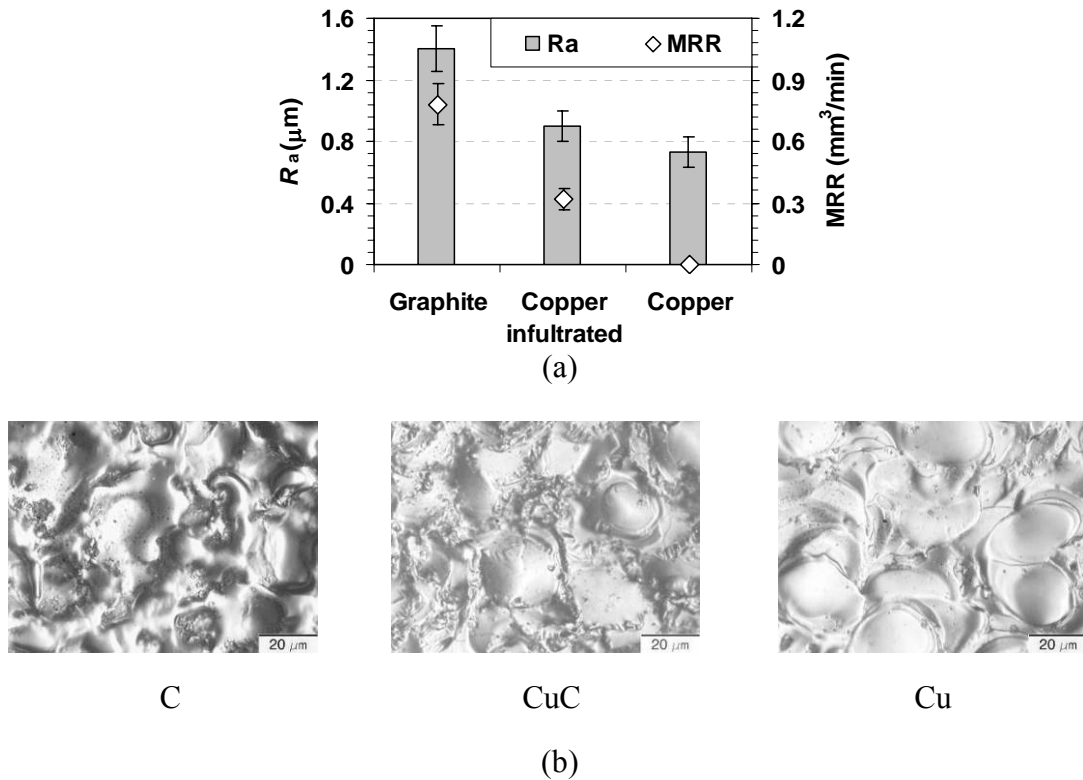 1.6
1.2
0.8
0.4
0
Ra(μm)
Ra
MRR
1.2
0.9
0.6
0.3
0
MRR (mm³/min)
Graphite
Copper
infultrated
Copper
(a)
20 μm
20 μm
20 μm
C
CuC
Cu
(b)